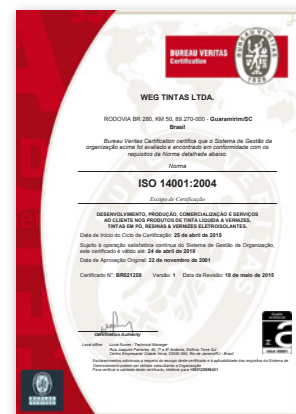 BUREAU VERITAS
Certification
BUREAU VERITAS
1828
WEG TINTAS LTDA.
RODOVIA BR 280, KM 50, 89.270-000 - Guaramirim/SC
Brasil
Bureau Veritas Certification certifica que o Sistema de Gestão da
organização acima foi avaliado e encontrado em conformidade com os
requisitos da Norma detalhada abaixo.
Norma
ISO 14001:2004
Escopo de Certificação
DESENVOLVIMENTO, PRODUÇÃO, COMERCIALIZAÇÃO E SERVIÇOS
AO CLIENTE NOS PRODUTOS DE TINTA LÍQUIDA & VERNIZES,
TINTAS EM PÓ, RESINAS & VERNIZES ELETROISOLANTES.
Data de Início do Ciclo de Certificação: 25 de abril de 2015
Sujeito à operação satisfatória contínua do Sistema de Gestão da Organização,
este certificado é válido até: 24 de abril de 2018
Data de Aprovação Original: 22 de novembro de 2001
Certificado Nº: BR021258 Versão: 1 Data da Revisão: 18 de maio de 2015
Certification Authority